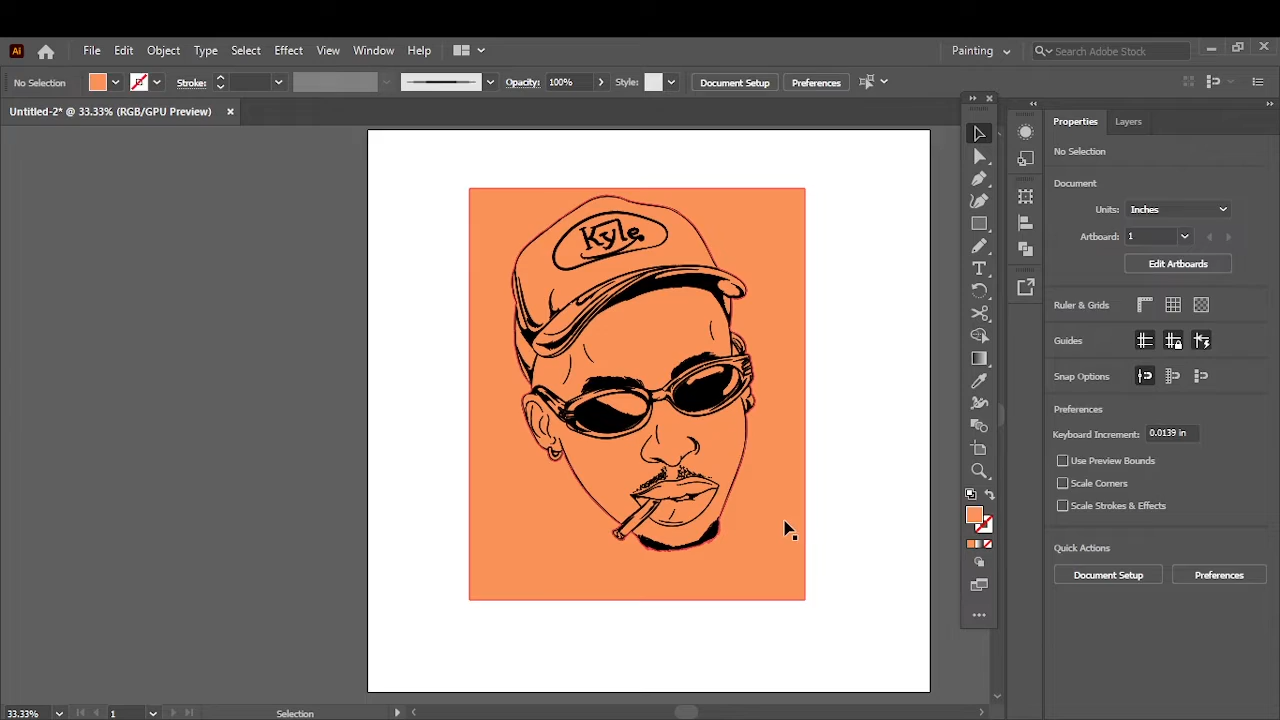 Ai File Edit Object Type Select Effect View Window Help Painting Search Adobe Stock
No Selection Stroke: Opacity: 100% Style: Document Setup Preferences
Untitled-2* @ 33.33% (RGB/GPU Preview)
Properties Layers
No Selection
Document
Units: Inches
Artboard: 1
Edit Artboards
Ruler & Grids
Guides
Snap Options
Preferences
Keyboard Increment: 0.0139 in
Use Preview Bounds
Scale Corners
Scale Strokes & Effects
Quick Actions
Document Setup Preferences
Kyle
33.33% 1 Selection